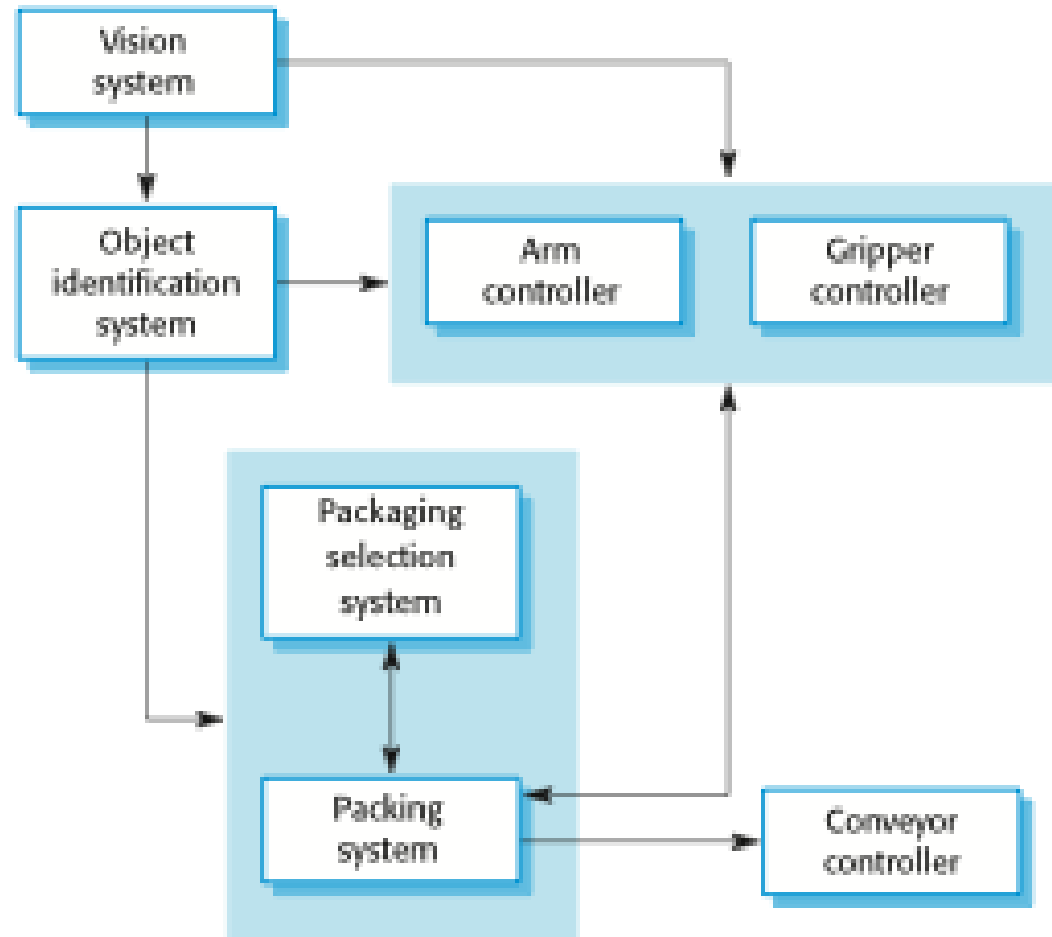 Vision
system
Object
identification
system
Arm
controller
Gripper
controller
Packaging
selection
system
Packing
system
Conveyor
controller